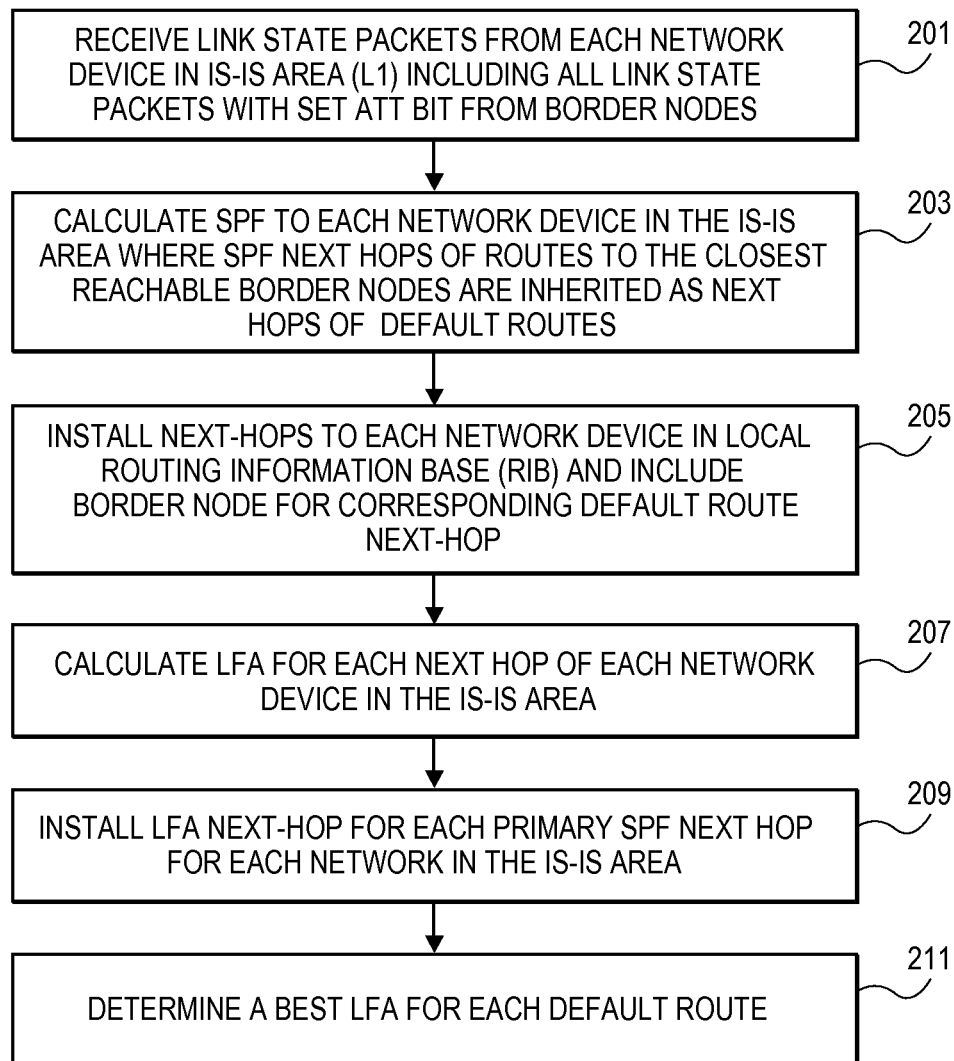 RECEIVE LINK STATE PACKETS FROM EACH NETWORK
DEVICE IN IS-IS AREA (L1) INCLUDING ALL LINK STATE
PACKETS WITH SET ATT BIT FROM BORDER NODES
201
CALCULATE SPF TO EACH NETWORK DEVICE IN THE IS-IS
AREA WHERE SPF NEXT HOPS OF ROUTES TO THE CLOSEST
REACHABLE BORDER NODES ARE INHERITED AS NEXT
HOPS OF DEFAULT ROUTES
203
INSTALL NEXT-HOPS TO EACH NETWORK DEVICE IN LOCAL
ROUTING INFORMATION BASE (RIB) AND INCLUDE
BORDER NODE FOR CORRESPONDING DEFAULT ROUTE
NEXT-HOP
205
CALCULATE LFA FOR EACH NEXT HOP OF EACH NETWORK
DEVICE IN THE IS-IS AREA
207
INSTALL LFA NEXT-HOP FOR EACH PRIMARY SPF NEXT HOP
FOR EACH NETWORK IN THE IS-IS AREA
209
DETERMINE A BEST LFA FOR EACH DEFAULT ROUTE
211